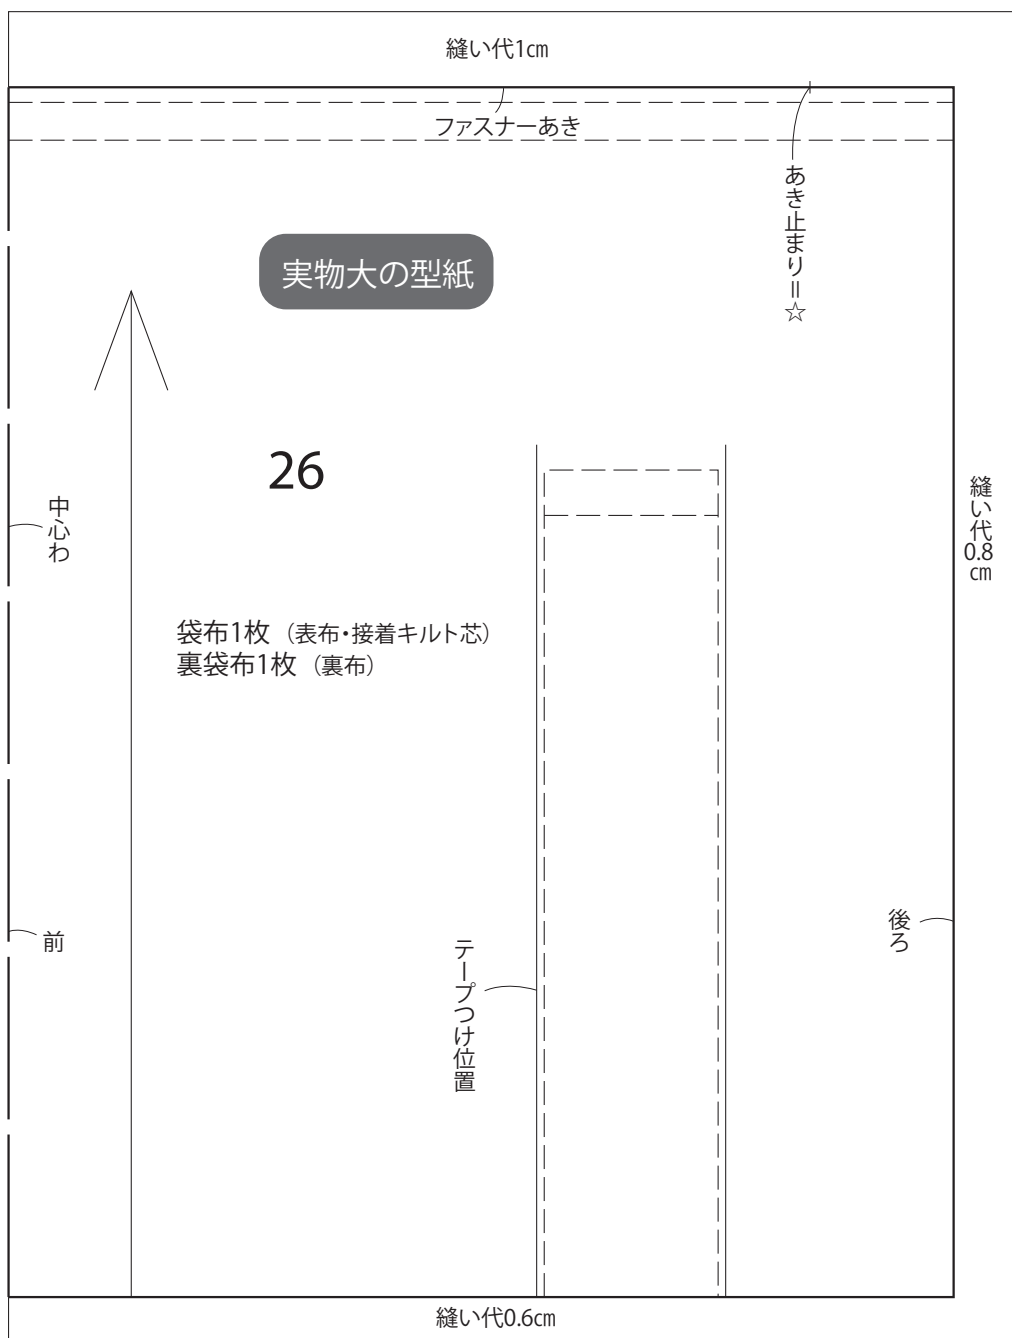 縫い代1㎝
ファスナーあき
あき止まり=☆
実物大の型紙
26
中心わ
縫い代0.8㎝
袋布1枚（表布・接着キルト芯）
裏袋布1枚（裏布）
前
後ろ
テープつけ位置
縫い代0.6㎝